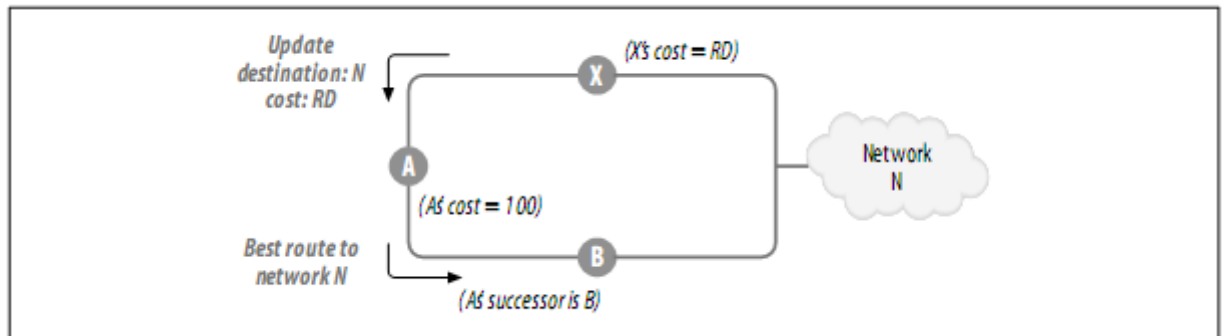 Update
destination: N
cost: RD
X
(X's cost = RD)
A
(A's cost = 100)
Network
N
Best route to
network N
B
(A's successor is B)